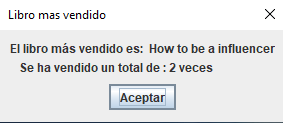 Libro mas vendido
El libro más vendido es: How to be a influencer
Se ha vendido un total de : 2 veces
Aceptar